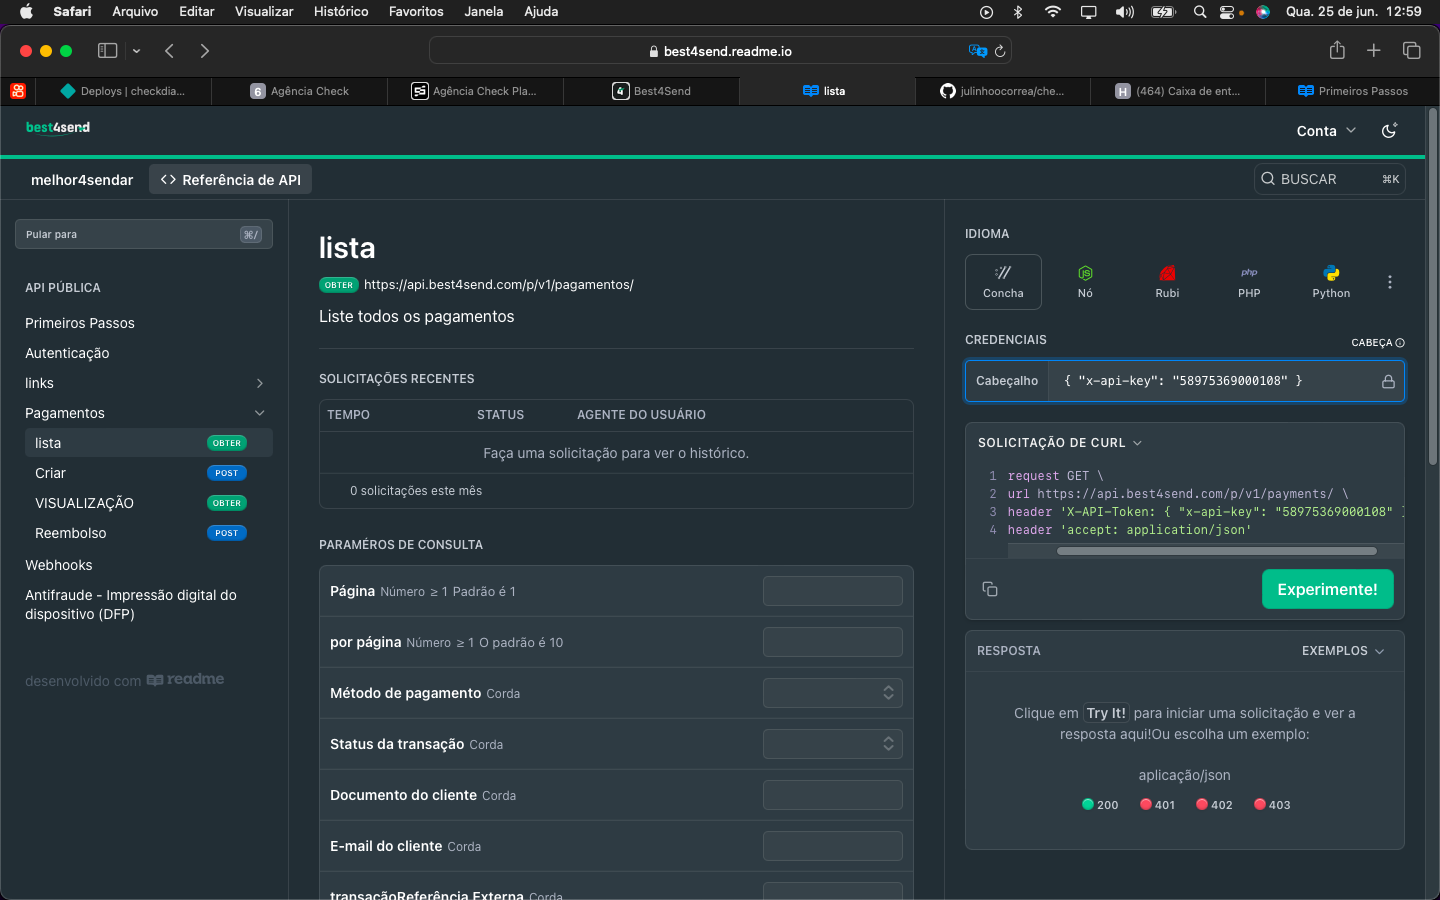 Safari Arquivo Editar Visualizar Histórico Favoritos Janela Ajuda Qua. 25 de jun. 12:59
best4send.readme.io
Deploys | checkdia... 6 Agência Check Agência Check Pla... 4 Best4Send lista julinhoocorrea/che... H (464) Caixa de ent... Primeiros Passos
best4send
Conta
melhor4sendar
<> Referência de API
BUSCAR ⌘K
Pular para ⌘/
API PÚBLICA
Primeiros Passos
Autenticação
links
Pagamentos
lista OBTER
Criar POST
VISUALIZAÇÃO OBTER
Reembolso POST
Webhooks
Antifraude - Impressão digital do
dispositivo (DFP)
desenvolvido com readme
lista
OBTER https://api.best4send.com/p/v1/pagamentos/
Liste todos os pagamentos
SOLICITAÇÕES RECENTES
TEMPO STATUS AGENTE DO USUÁRIO
Faça uma solicitação para ver o histórico.
0 solicitações este mês
PARAMÉROS DE CONSULTA
Página Número ≥ 1 Padrão é 1
por página Número ≥ 1 O padrão é 10
Método de pagamento Corda
Status da transação Corda
Documento do cliente Corda
E-mail do cliente Corda
transaçãoReferência Externa Corda
IDIOMA
Concha Nó Rubi PHP Python
php
CREDENCIAIS CABEÇA
Cabeçalho { "x-api-key": "58975369000108" }
SOLICITAÇÃO DE CURL
1 request GET \
2 url https://api.best4send.com/p/v1/payments/ \
3 header 'X-API-Token: { "x-api-key": "58975369000108" }
4 header 'accept: application/json'
Experimente!
RESPOSTA EXEMPLOS
Clique em Try It! para iniciar uma solicitação e ver a
resposta aqui!Ou escolha um exemplo:
aplicação/json
200 401 402 403